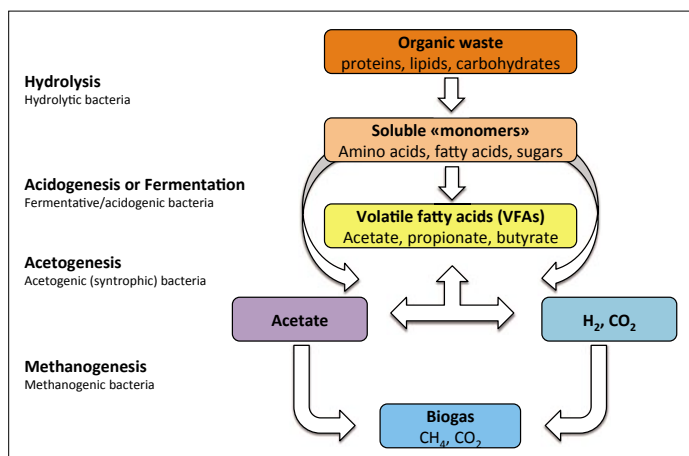 Organic waste
proteins, lipids, carbohydrates
Hydrolysis
Hydrolytic bacteria
Soluble «monomers»
Amino acids, fatty acids, sugars
Acidogenesis or Fermentation
Fermentative/acidogenic bacteria
Volatile fatty acids (VFAs)
Acetate, propionate, butyrate
Acetogenesis
Acetogenic (syntrophic) bacteria
Acetate
H₂, CO₂
Methanogenesis
Methanogenic bacteria
Biogas
CH₄, CO₂